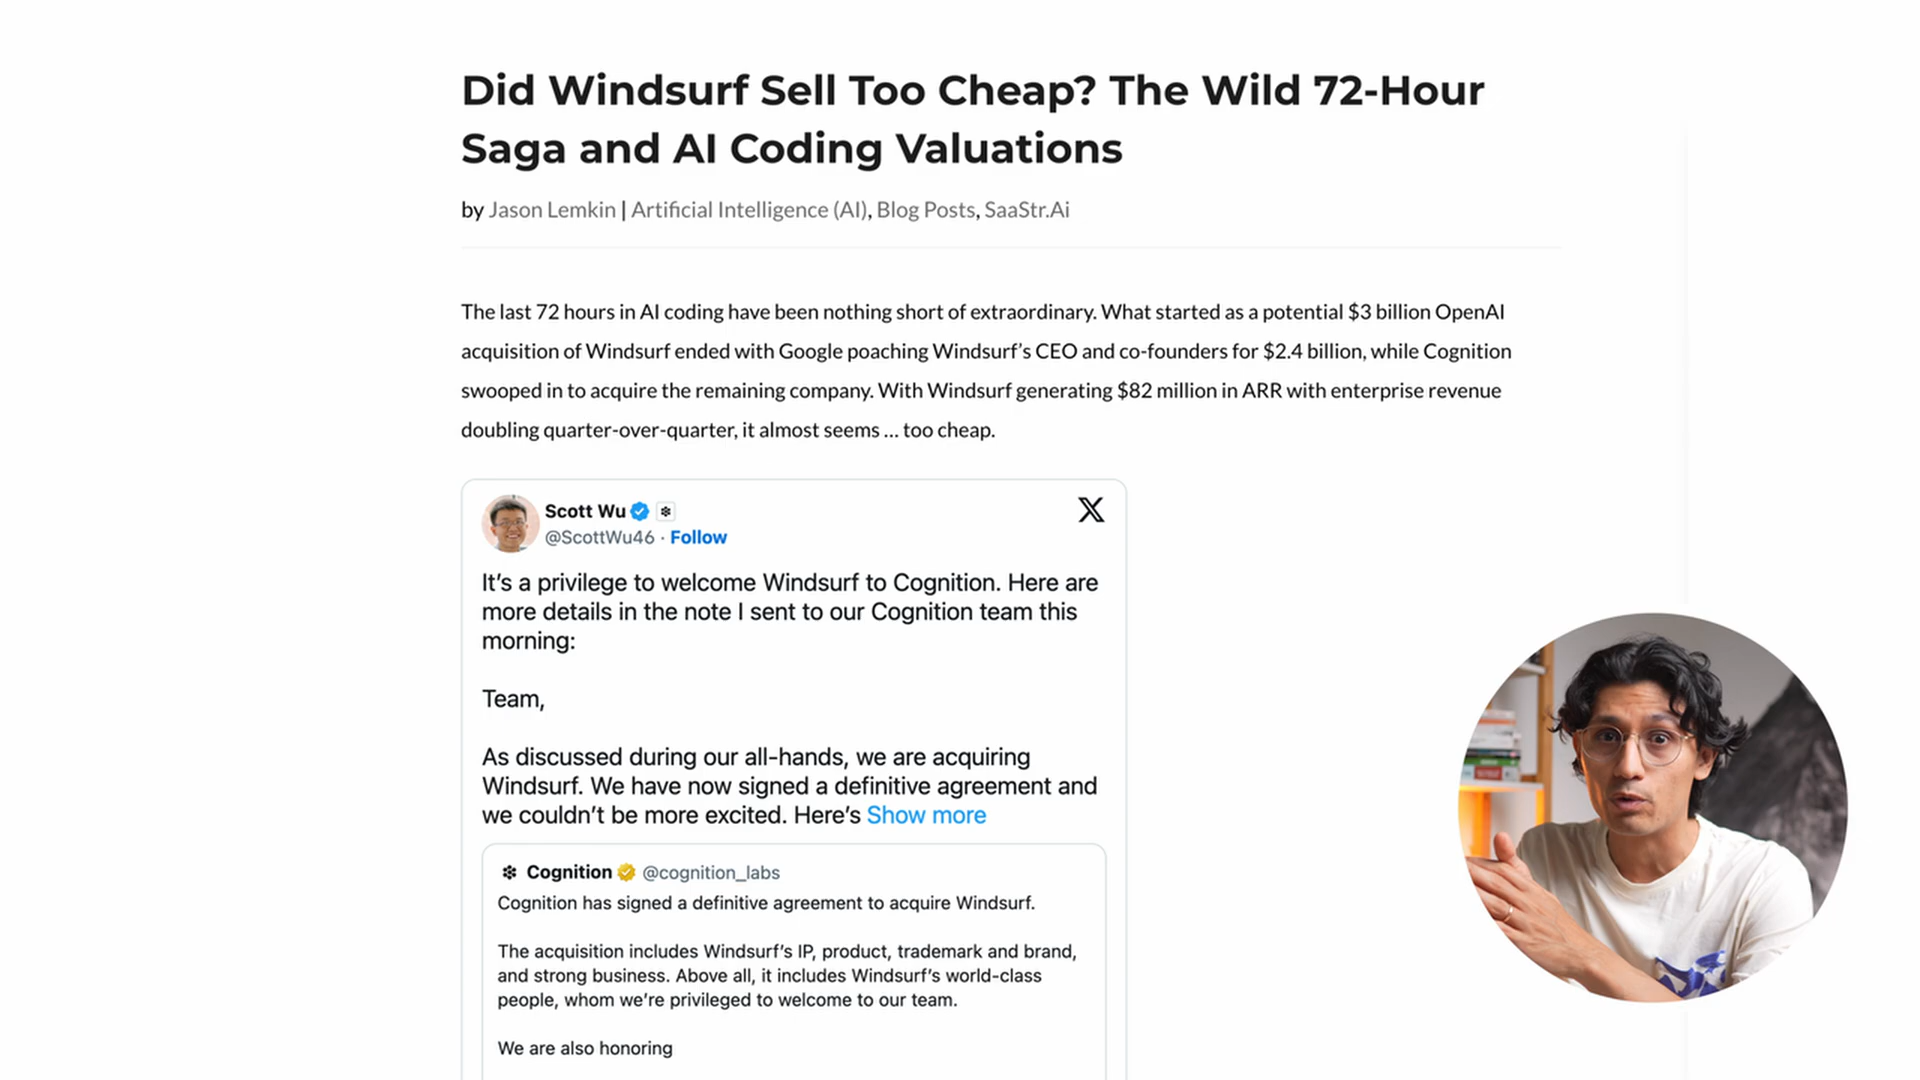 Did Windsurf Sell Too Cheap? The Wild 72-Hour
Saga and AI Coding Valuations
by Jason Lemkin | Artificial Intelligence (AI), Blog Posts, SaaStr.Ai
The last 72 hours in AI coding have been nothing short of extraordinary. What started as a potential $3 billion OpenAI
acquisition of Windsurf ended with Google poaching Windsurf’s CEO and co-founders for $2.4 billion, while Cognition
swooped in to acquire the remaining company. With Windsurf generating $82 million in ARR with enterprise revenue
doubling quarter-over-quarter, it almost seems … too cheap.
Scott Wu
@ScottWu46 · Follow
It’s a privilege to welcome Windsurf to Cognition. Here are
more details in the note I sent to our Cognition team this
morning:
Team,
As discussed during our all-hands, we are acquiring
Windsurf. We have now signed a definitive agreement and
we couldn’t be more excited. Here’s Show more
Cognition @cognition_labs
Cognition has signed a definitive agreement to acquire Windsurf.
The acquisition includes Windsurf’s IP, product, trademark and brand,
and strong business. Above all, it includes Windsurf’s world-class
people, whom we’re privileged to welcome to our team.
We are also honoring